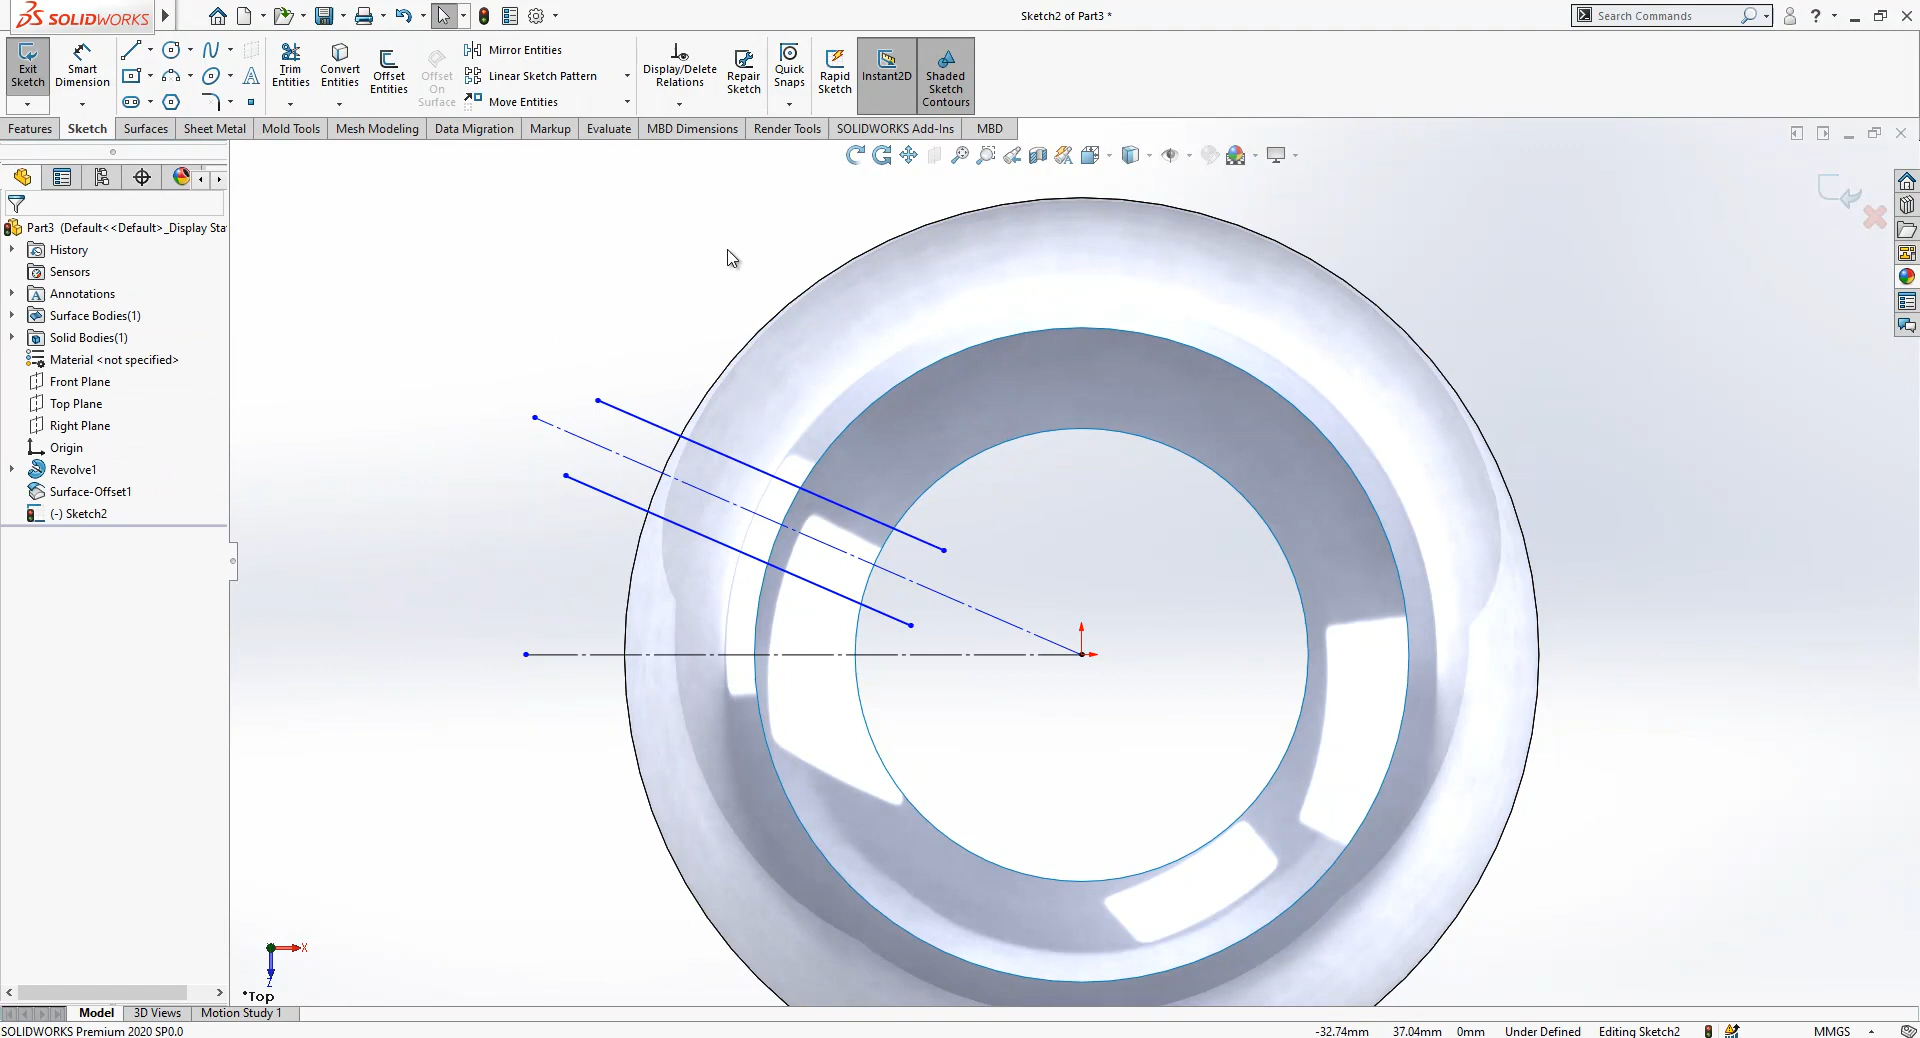 SOLIDWORKS
Sketch2 of Part3 *
Search Commands
Exit Sketch
Smart Dimension
Trim Entities
Convert Entities
Offset Entities
Offset On Surface
Mirror Entities
Linear Sketch Pattern
Move Entities
Display/Delete Relations
Repair Sketch
Quick Snaps
Rapid Sketch
Instant2D
Shaded Sketch Contours
Features
Sketch
Surfaces
Sheet Metal
Mold Tools
Mesh Modeling
Data Migration
Markup
Evaluate
MBD Dimensions
Render Tools
SOLIDWORKS Add-Ins
MBD
Part3 (Default<<Default>_Display Sta
History
Sensors
Annotations
Surface Bodies(1)
Solid Bodies(1)
Material <not specified>
Front Plane
Top Plane
Right Plane
Origin
Revolve1
Surface-Offset1
(-) Sketch2
X
Z
*Top
Model
3D Views
Motion Study 1
SOLIDWORKS Premium 2020 SP0.0
-32.74mm
37.04mm
0mm
Under Defined
Editing Sketch2
MMGS